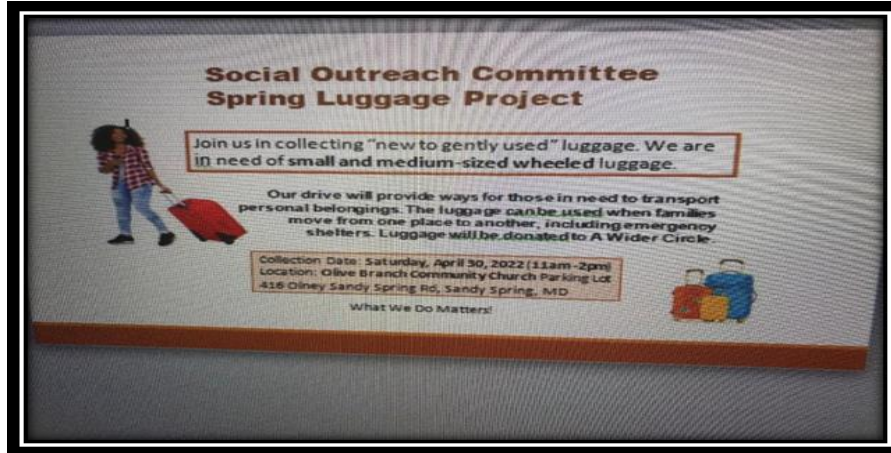 Social Outreach Committee
Spring Luggage Project
Join us in collecting "new to gently used" luggage. We are
in need of small and medium-sized wheeled luggage.
Our drive will provide ways for those in need to transport
personal belongings. The luggage can be used when families
move from one place to another, including emergency
shelters. Luggage will be donated to A Wider Circle.
Collection Date: Saturday, April 30, 2022 (11am -2pm)
Location: Olive Branch Community Church Parking Lot
416 Olney Sandy Spring Rd, Sandy Spring, MD
What We Do Matters!